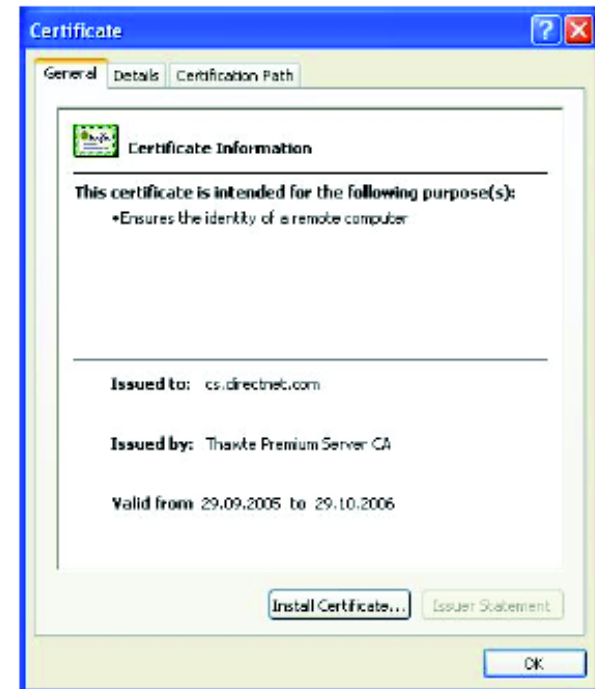 Certificate
General Details Certification Path
Certificate Information
This certificate is intended for the following purpose(s):
•Ensures the identity of a remote computer
Issued to: cs.directnet.com
Issued by: Thawte Premium Server CA
Valid from 29.09.2005 to 29.10.2006
Install Certificate... Issuer Statement
OK